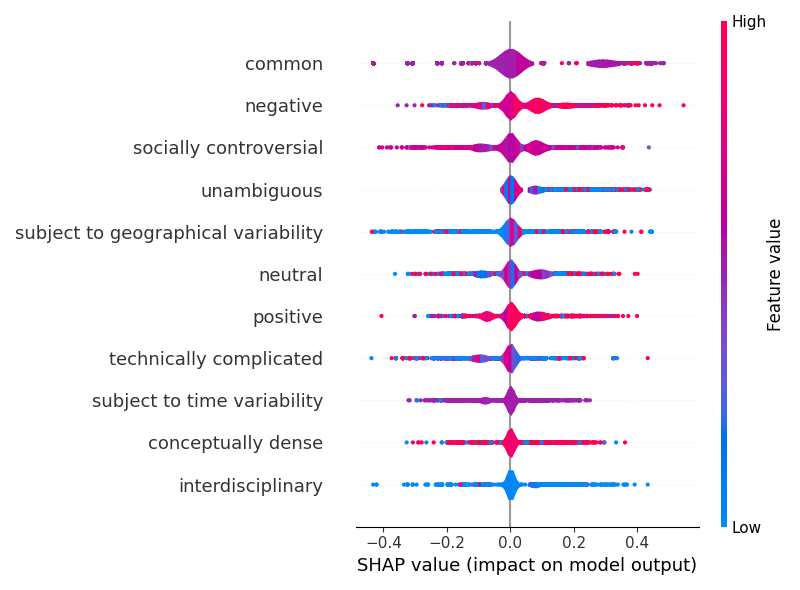 High
common
negative
socially controversial
unambiguous
subject to geographical variability
neutral
positive
technically complicated
subject to time variability
conceptually dense
interdisciplinary
Feature value
Low
−0.4 −0.2 0.0 0.2 0.4
SHAP value (impact on model output)